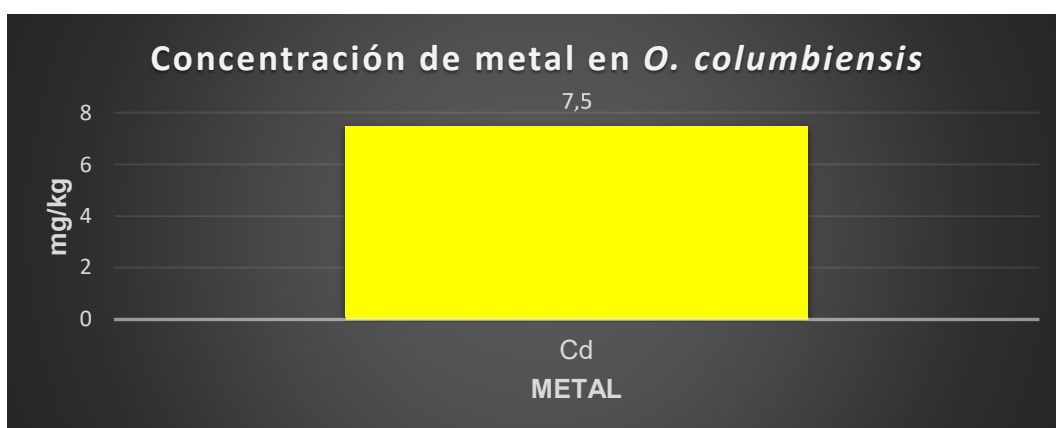 Concentración de metal en O. columbiensis
7,5
8
6
4
2
0
mg/kg
Cd
METAL